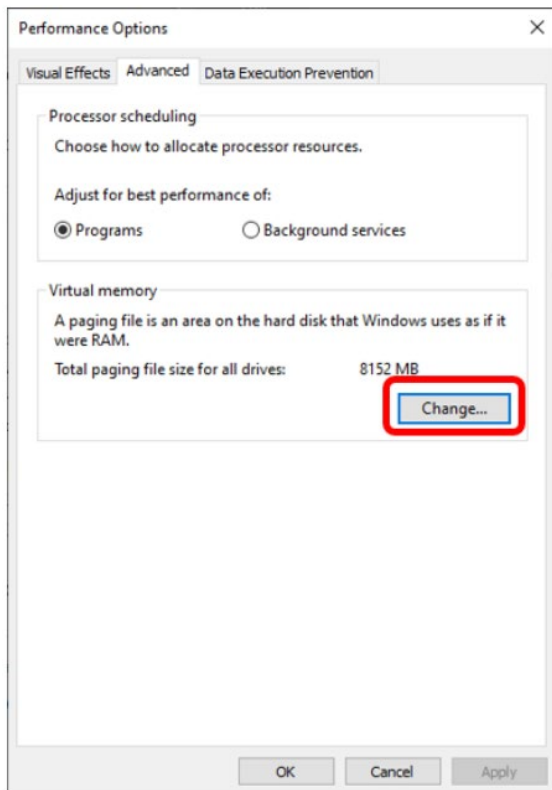 Performance Options
Visual Effects Advanced Data Execution Prevention
Processor scheduling
Choose how to allocate processor resources.
Adjust for best performance of:
Programs Background services
Virtual memory
A paging file is an area on the hard disk that Windows uses as if it
were RAM.
Total paging file size for all drives: 8152 MB
Change...
OK Cancel Apply